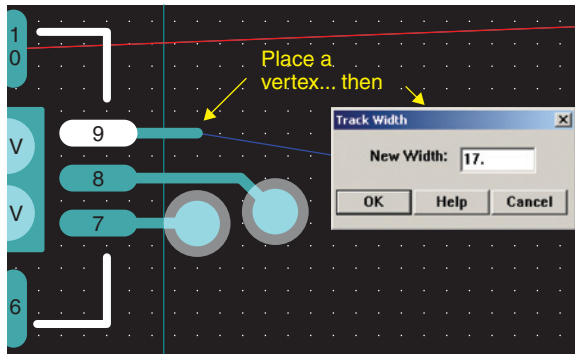 1
0
Place a
vertex... then
Track Width
9
New Width: 17.
V
8
OK Help Cancel
V
7
6